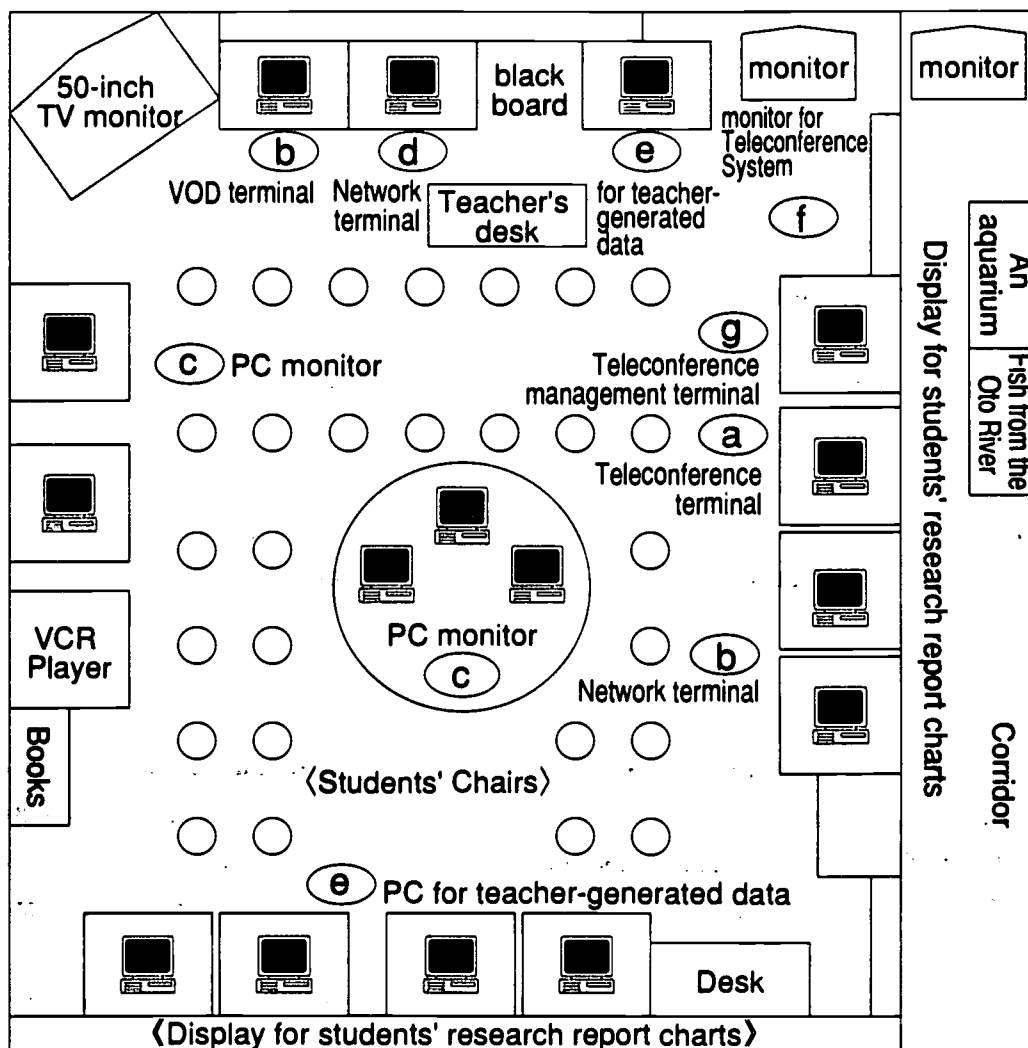 50-inch
TV monitor
black
board
monitor
monitor
b
d
e
monitor for
Teleconference
System
VOD terminal
Network
terminal
Teacher's
desk
for teacher-
generated
data
f
An
aquarium
Fish from the
Oto River
Display for students' research report charts
c
PC monitor
g
Teleconference
management terminal
a
Teleconference
terminal
VCR
Player
PC monitor
c
b
Network terminal
Books
〈Students' Chairs〉
Corridor
e
PC for teacher-generated data
Desk
〈Display for students' research report charts〉